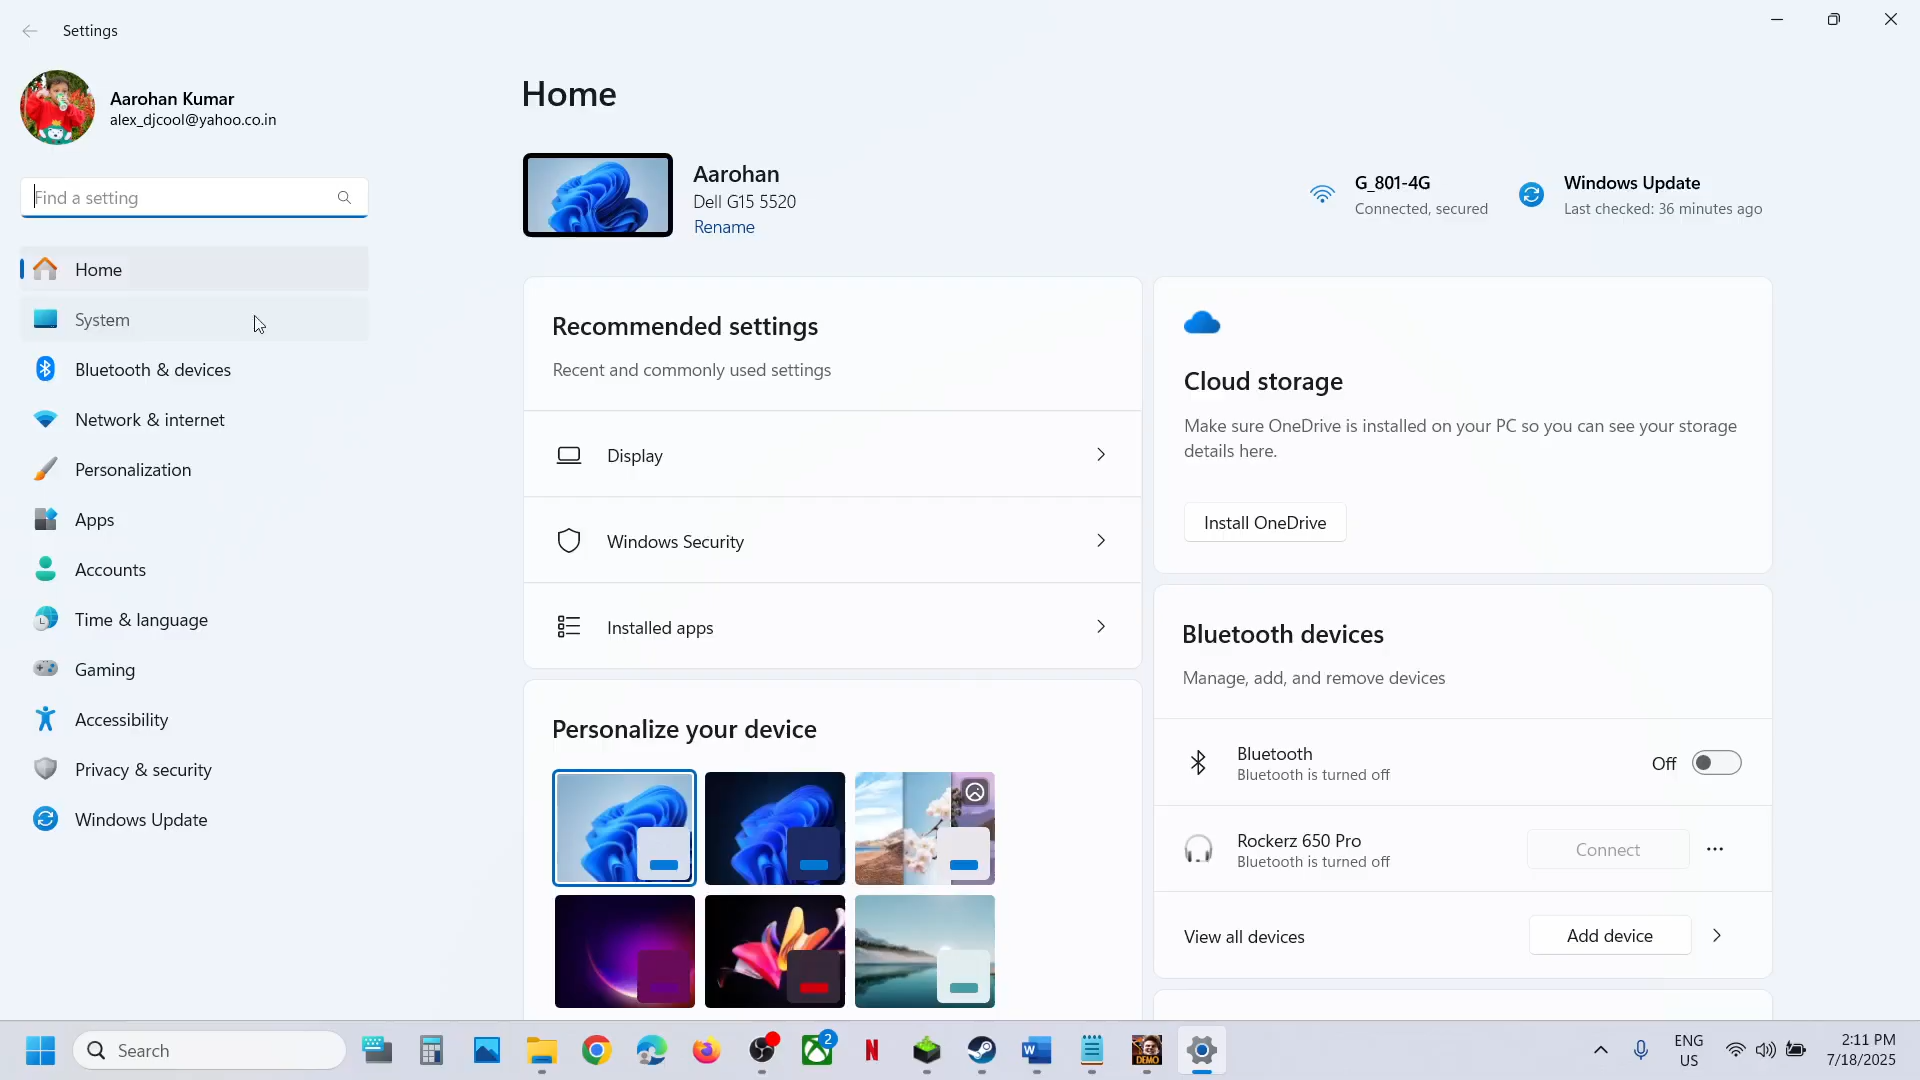 Settings
Aarohan Kumar
alex_djcool@yahoo.co.in
Find a setting
Home
System
Bluetooth & devices
Network & internet
Personalization
Apps
Accounts
Time & language
Gaming
Accessibility
Privacy & security
Windows Update
Home
Aarohan
Dell G15 5520
Rename
G_801-4G
Connected, secured
Windows Update
Last checked: 36 minutes ago
Recommended settings
Recent and commonly used settings
Display
Windows Security
Installed apps
Personalize your device
Cloud storage
Make sure OneDrive is installed on your PC so you can see your storage
details here.
Install OneDrive
Bluetooth devices
Manage, add, and remove devices
Bluetooth
Bluetooth is turned off
Off
Rockerz 650 Pro
Bluetooth is turned off
Connect
View all devices
Add device
Search
2
N
W
DEMO
ENG
US
2:11 PM
7/18/2025